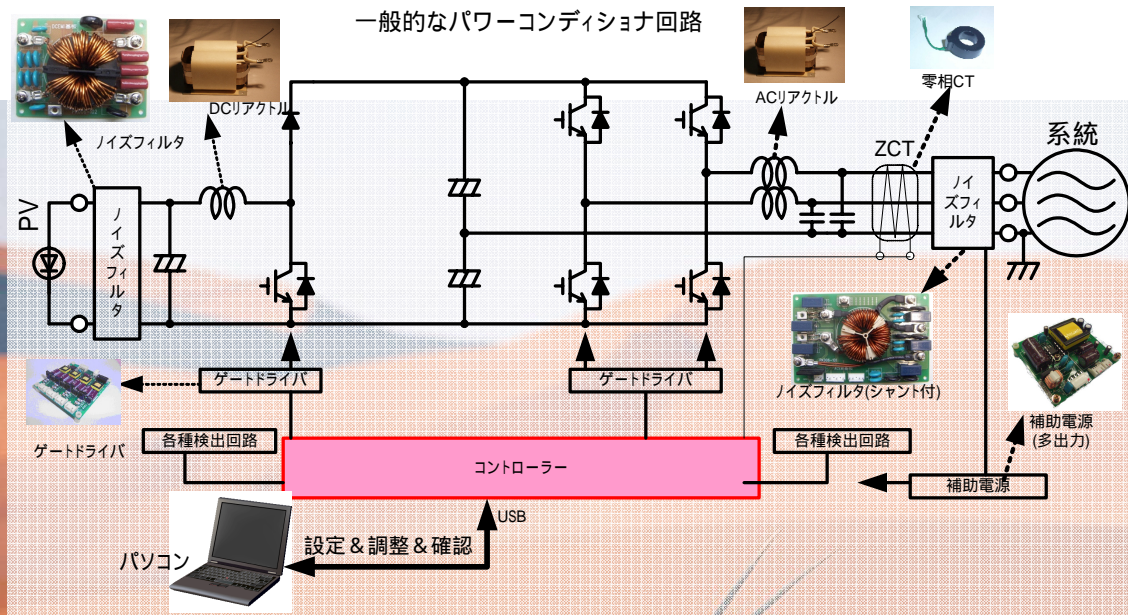 一般的なパワーコンディショナ回路
ノイズフィルタ
DCリアクトル
ACリアクトル
零相CT
ZCT
系統
PV
ノイズフィルタ
ノイ
ズフィ
ルタ
ノイズフィルタ(シャント付)
ゲートドライバ
ゲートドライバ
ゲートドライバ
各種検出回路
各種検出回路
コントローラー
補助電源
(多出力)
補助電源
USB
パソコン
設定＆調整＆確認